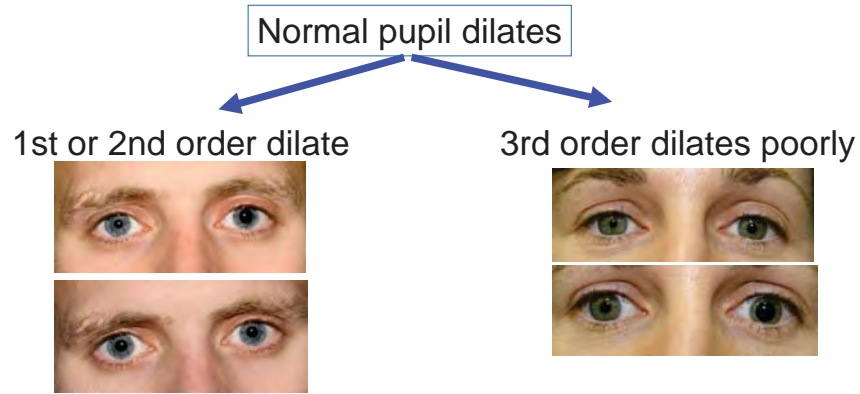 Normal pupil dilates
1st or 2nd order dilate
3rd order dilates poorly